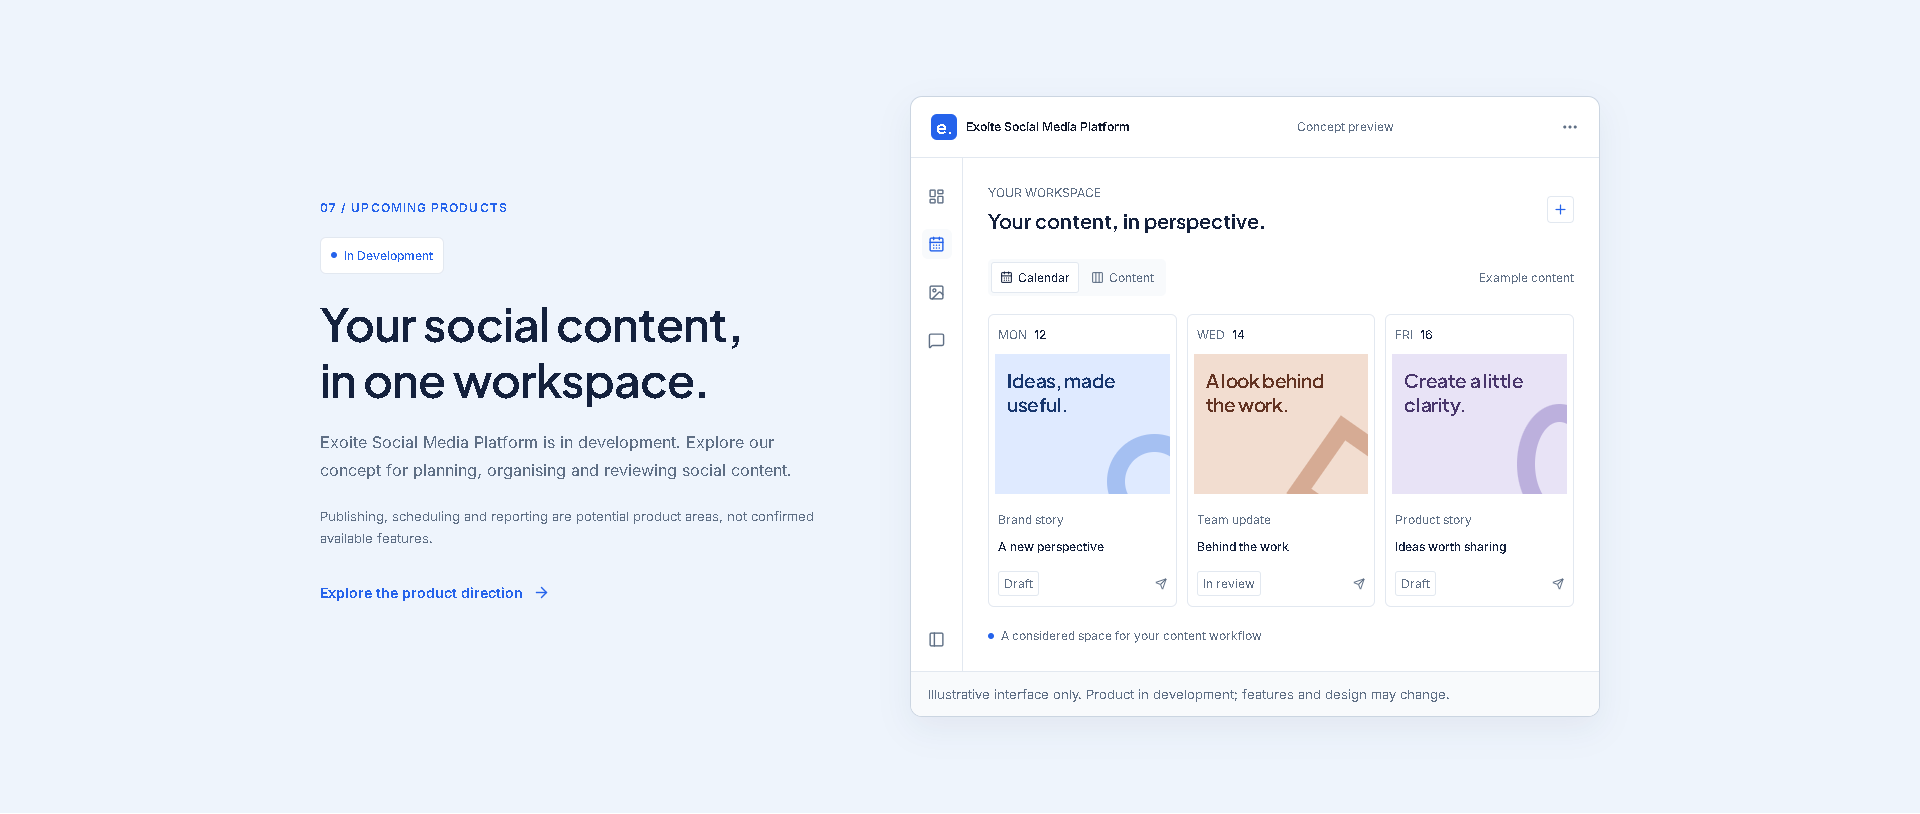 07 / UPCOMING PRODUCTS
In Development
Your social content,
in one workspace.
Exoite Social Media Platform is in development. Explore our
concept for planning, organising and reviewing social content.
Publishing, scheduling and reporting are potential product areas, not confirmed
available features.
Explore the product direction
e. Exoite Social Media Platform
Concept preview
YOUR WORKSPACE
Your content, in perspective.
Calendar
Content
Example content
MON 12
Ideas, made
useful.
Brand story
A new perspective
Draft
WED 14
A look behind
the work.
Team update
Behind the work
In review
FRI 16
Create a little
clarity.
Product story
Ideas worth sharing
Draft
A considered space for your content workflow
Illustrative interface only. Product in development; features and design may change.